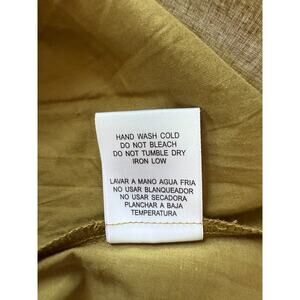 HAND WASH COLD
DO NOT BLEACH
DO NOT TUMBLE DRY
IRON LOW
LAVAR A MANO AGUA FRIA
NO USAR BLANQUEADOR
NO USAR SECADORA
PLANCHAR A BAJA
TEMPERATURA